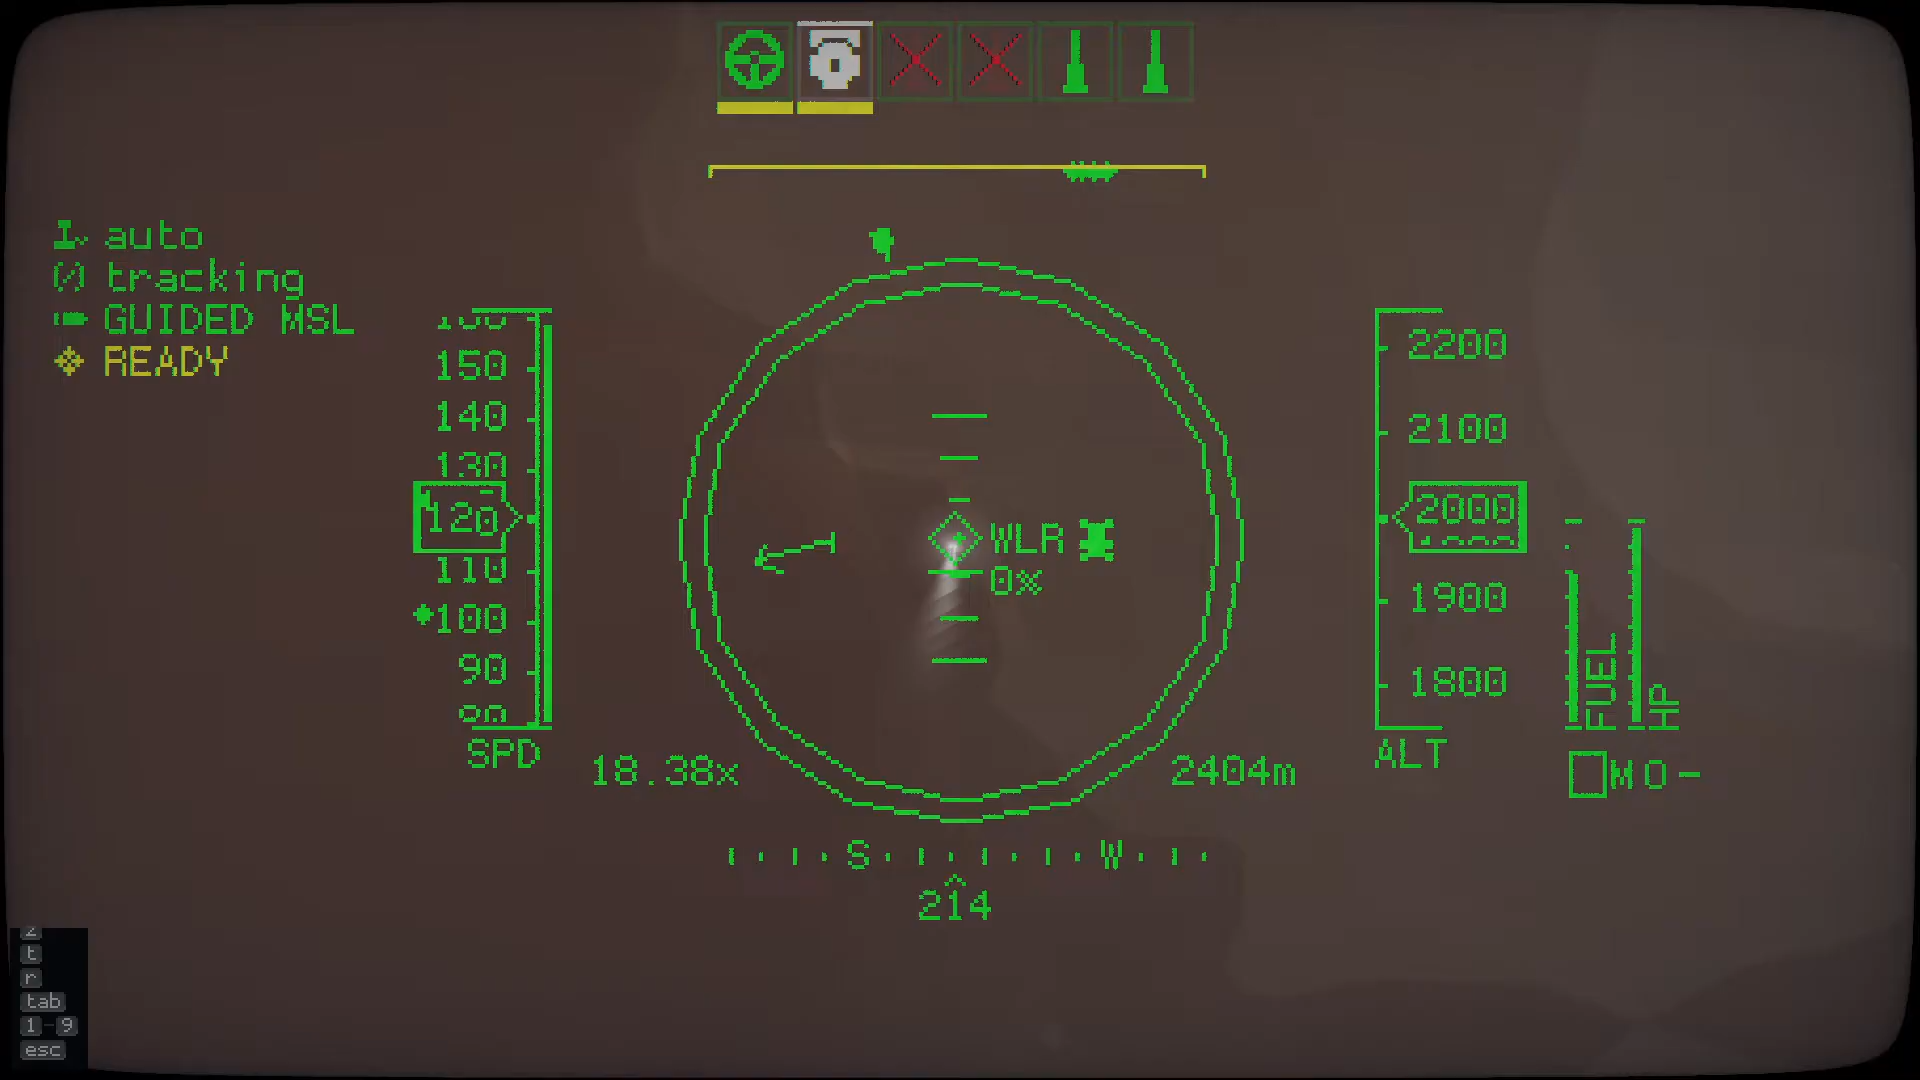 auto
tracking
GUIDED MSL
READY
150
140
130
120
110
100
90
SPD
WLR
0%
18.38x
2404m
2200
2100
2000
1900
1800
ALT
FUEL
HP
MO-
S W
214
z
t
r
tab
1-9
esc